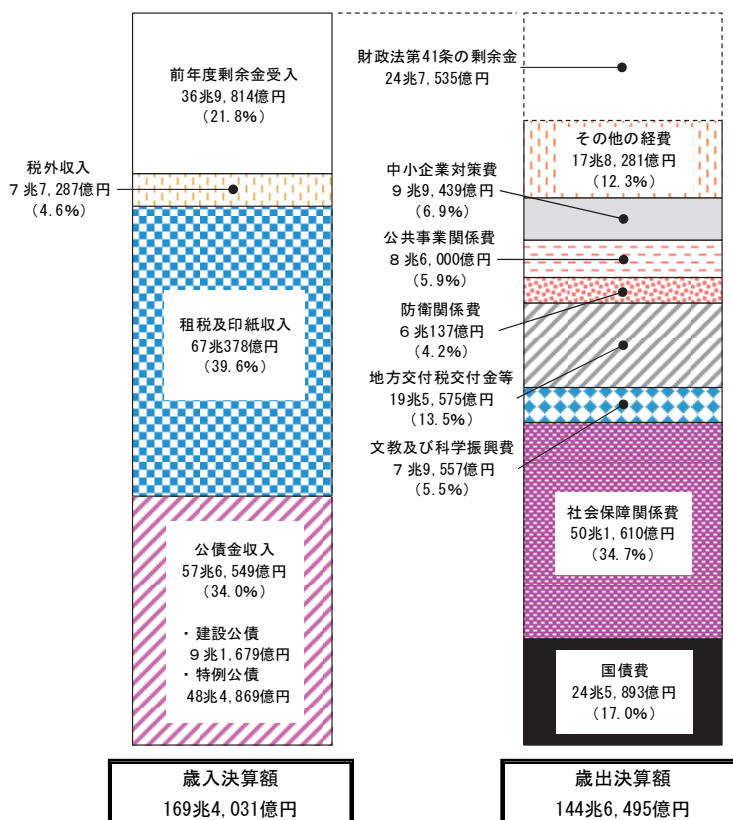 前年度剰余金受入
36兆9,814億円
(21.8%)
税外収入
7兆7,287億円
(4.6%)
租税及印紙収入
67兆378億円
(39.6%)
公債金収入
57兆6,549億円
(34.0%)
・建設公債
9兆1,679億円
・特例公債
48兆4,869億円
歳入決算額
169兆4,031億円
財政法第41条の剰余金
24兆7,535億円
その他の経費
17兆8,281億円
(12.3%)
中小企業対策費
9兆9,439億円
(6.9%)
公共事業関係費
8兆6,000億円
(5.9%)
防衛関係費
6兆137億円
(4.2%)
地方交付税交付金等
19兆5,575億円
(13.5%)
文教及び科学振興費
7兆9,557億円
(5.5%)
社会保障関係費
50兆1,610億円
(34.7%)
国債費
24兆5,893億円
(17.0%)
歳出決算額
144兆6,495億円